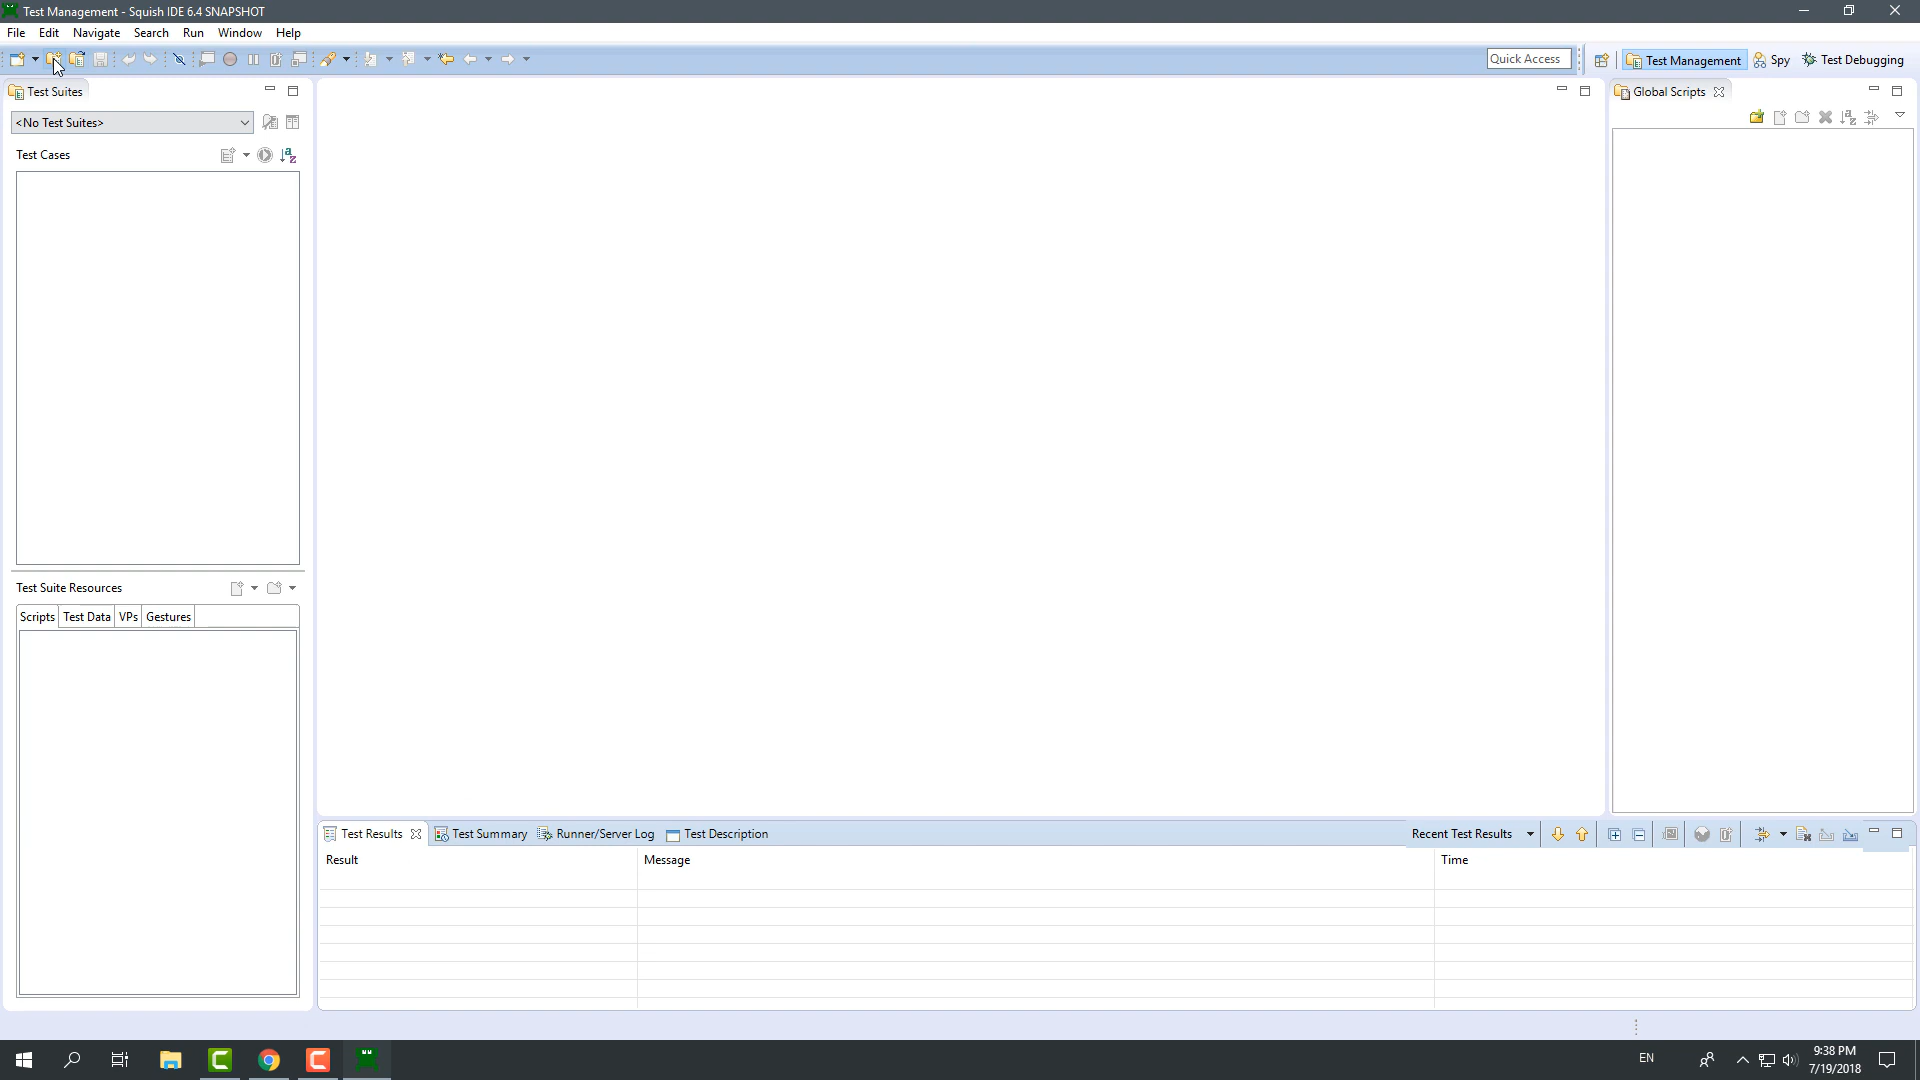 Test Management - Squish IDE 6.4 SNAPSHOT
File Edit Navigate Search Run Window Help
Quick Access
Test Management
Spy
Test Debugging
Test Suites
Global Scripts
<No Test Suites>
Test Cases
Test Suite Resources
Scripts Test Data VPs Gestures
Test Results Test Summary Runner/Server Log Test Description Recent Test Results
Result Message Time
EN
9:38 PM
7/19/2018